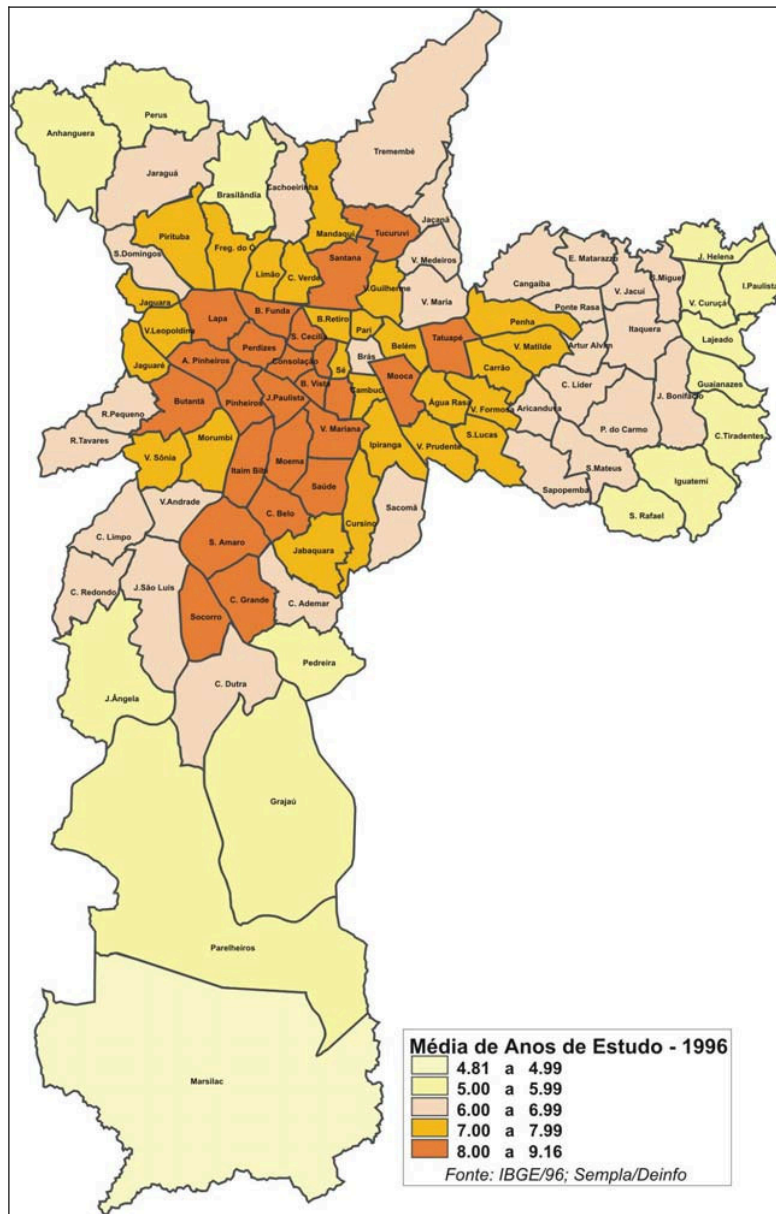 Perus
Anhanguera
Tremembé
Jaraguá
Brasilândia
Cachoeirinha
Jaçanã
Tucuruvi
Mandaqui
Pirituba
Freg. do Ó
S.Domingos
Santana
V. Medeiros
Limão
C. Verde
E. Matarazzo
J. Helena
Cangaiba
S.Miguel
V.Guilherme
V. Jacuí
I.Paulista
Jaguara
V. Maria
V. Curuçá
Lapa
B. Funda
Ponte Rasa
B.Retiro
Pari
Penha
Itaquera
V.Leopoldina
S. Cecília
Tatuapé
Artur Alvim
Lajeado
Perdizes
Belém
V. Matilde
A. Pinheiros
Consolação
Brás
Jaguaré
Sé
Carrão
Guaianazes
B. Vista
Mooca
C. Lider
Cambuci
Butantã
Pinheiros
J.Paulista
Água Rasa
J. Bonifácio
R.Pequeno
V. Formosa
Aricanduva
V. Mariana
P. do Carmo
C.Tiradentes
R.Tavares
Morumbi
Ipiranga
V. Prudente
S.Lucas
V. Sônia
Itaim Bibi
Moema
S.Mateus
Iguatemi
Saúde
Sapopemba
V.Andrade
Sacomã
S. Rafael
C. Belo
Cursino
C. Limpo
S. Amaro
Jabaquara
J.São Luís
C. Redondo
C. Grande
C. Ademar
Socorro
Pedreira
C. Dutra
J.Ângela
Grajaú
Parelheiros
Marsilac
Média de Anos de Estudo - 1996
4.81 a 4.99
5.00 a 5.99
6.00 a 6.99
7.00 a 7.99
8.00 a 9.16
Fonte: IBGE/96; Sempla/Deinfo